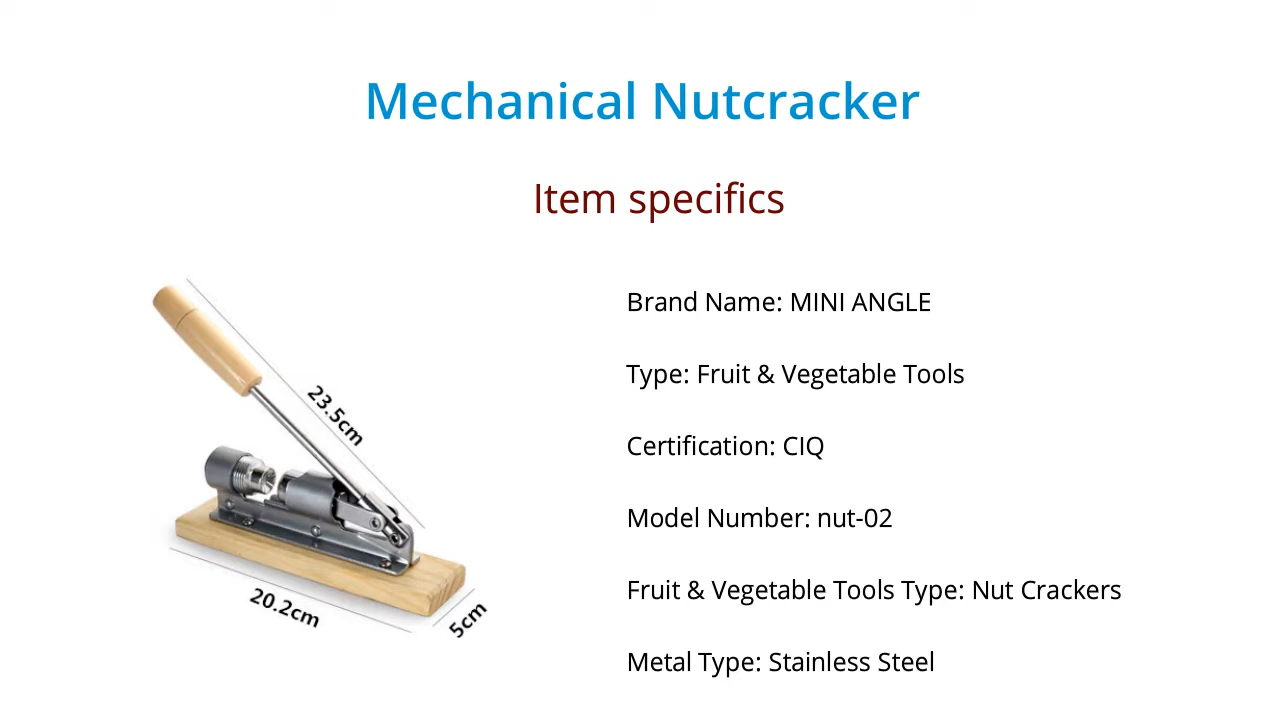 Mechanical Nutcracker
Item specifics
23.5cm
20.2cm
5cm
Brand Name: MINI ANGLE
Type: Fruit & Vegetable Tools
Certification: CIQ
Model Number: nut-02
Fruit & Vegetable Tools Type: Nut Crackers
Metal Type: Stainless Steel